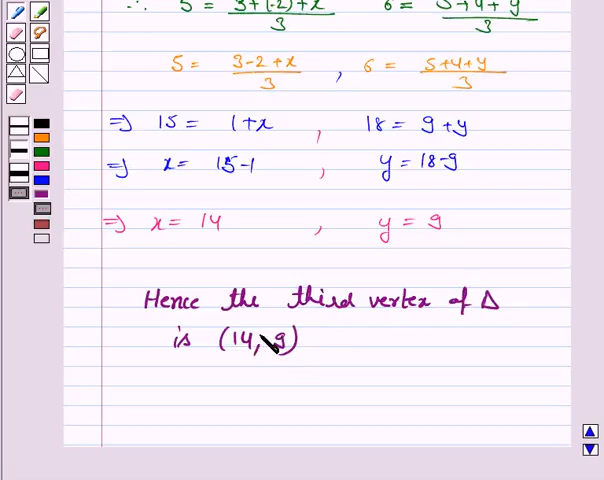 ∴ 5 = 3+(-2)+x/3 6 = 5+4+y/3
5 = 3-2+x/3 , 6 = 5+4+y/3
⇒ 15 = 1+x , 18 = 9+y
⇒ x = 15-1 , y = 18-9
⇒ x = 14 , y = 9
Hence the third vertex of Δ
is (14, 9)